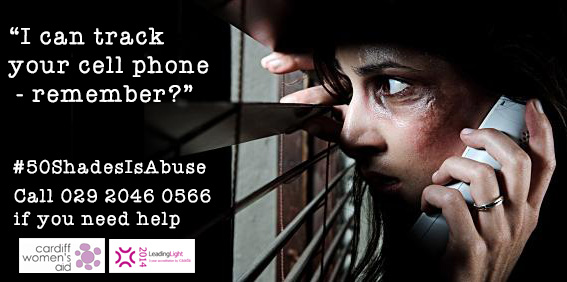 “I can track
your cell phone
- remember?”
#50ShadesIsAbuse
Call 029 2046 0566
if you need help
cardiff
women's
aid
2014
LeadingLight